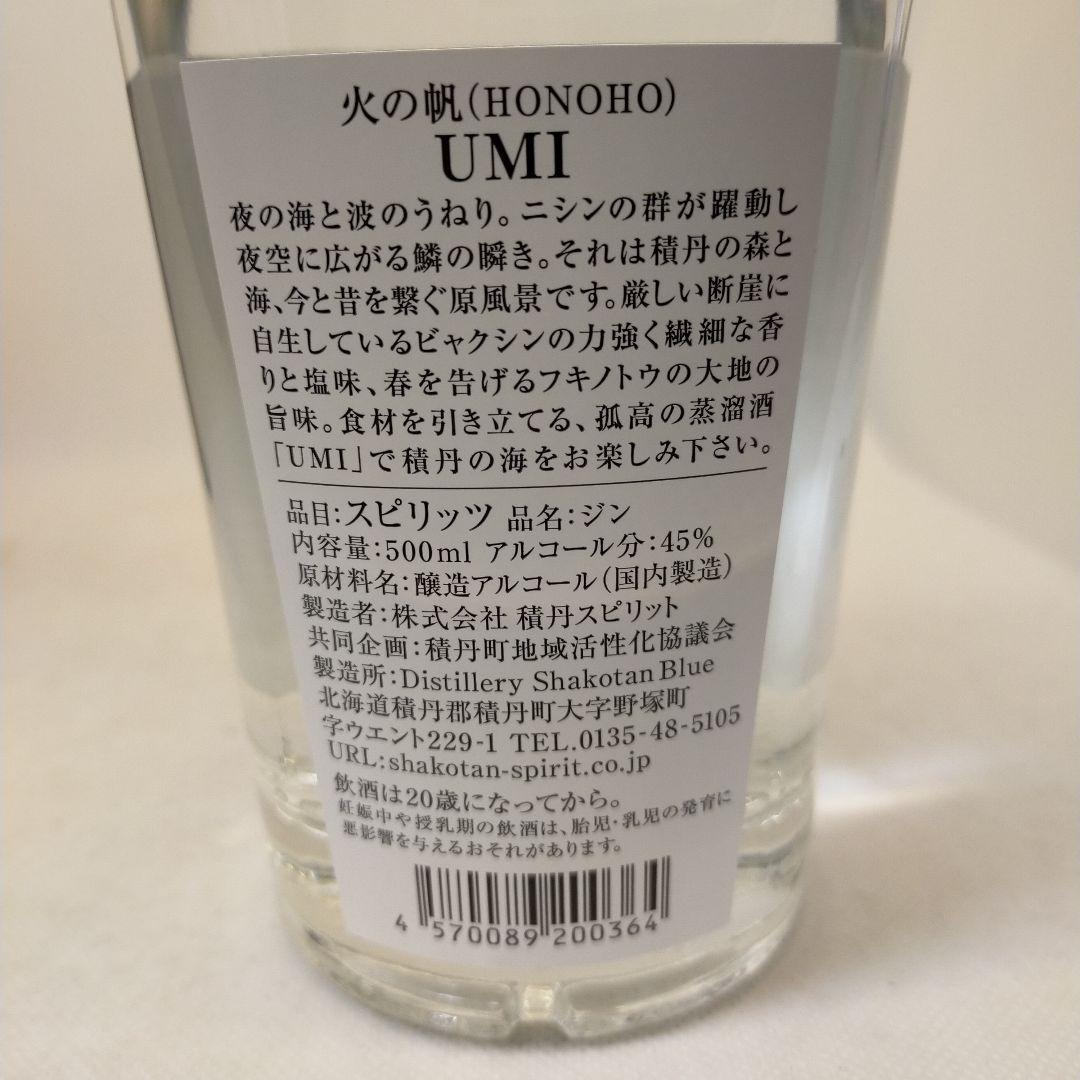 火の帆(HONOHO)
UMI
夜の海と波のうねり。ニシンの群が躍動し
夜空に広がる鱗の瞬き。それは積丹の森と
海、今と昔を繋ぐ原風景です。厳しい断崖に
自生しているビャクシンの力強く繊細な香
りと塩味、春を告げるフキノトウの大地の
旨味。食材を引き立てる、孤高の蒸溜酒
「UMI」で積丹の海をお楽しみ下さい。
品目:スピリッツ 品名:ジン
内容量:500ml アルコール分:45%
原材料名:醸造アルコール(国内製造)
製造者:株式会社 積丹スピリット
共同企画:積丹町地域活性化協議会
製造所:Distillery Shakotan Blue
北海道積丹郡積丹町大字野塚町
字ウエント229-1 TEL.0135-48-5105
URL:shakotan-spirit.co.jp
飲酒は20歳になってから。
妊娠中や授乳期の飲酒は、胎児・乳児の発育に
悪影響を与えるおそれがあります。
4 570089 200364